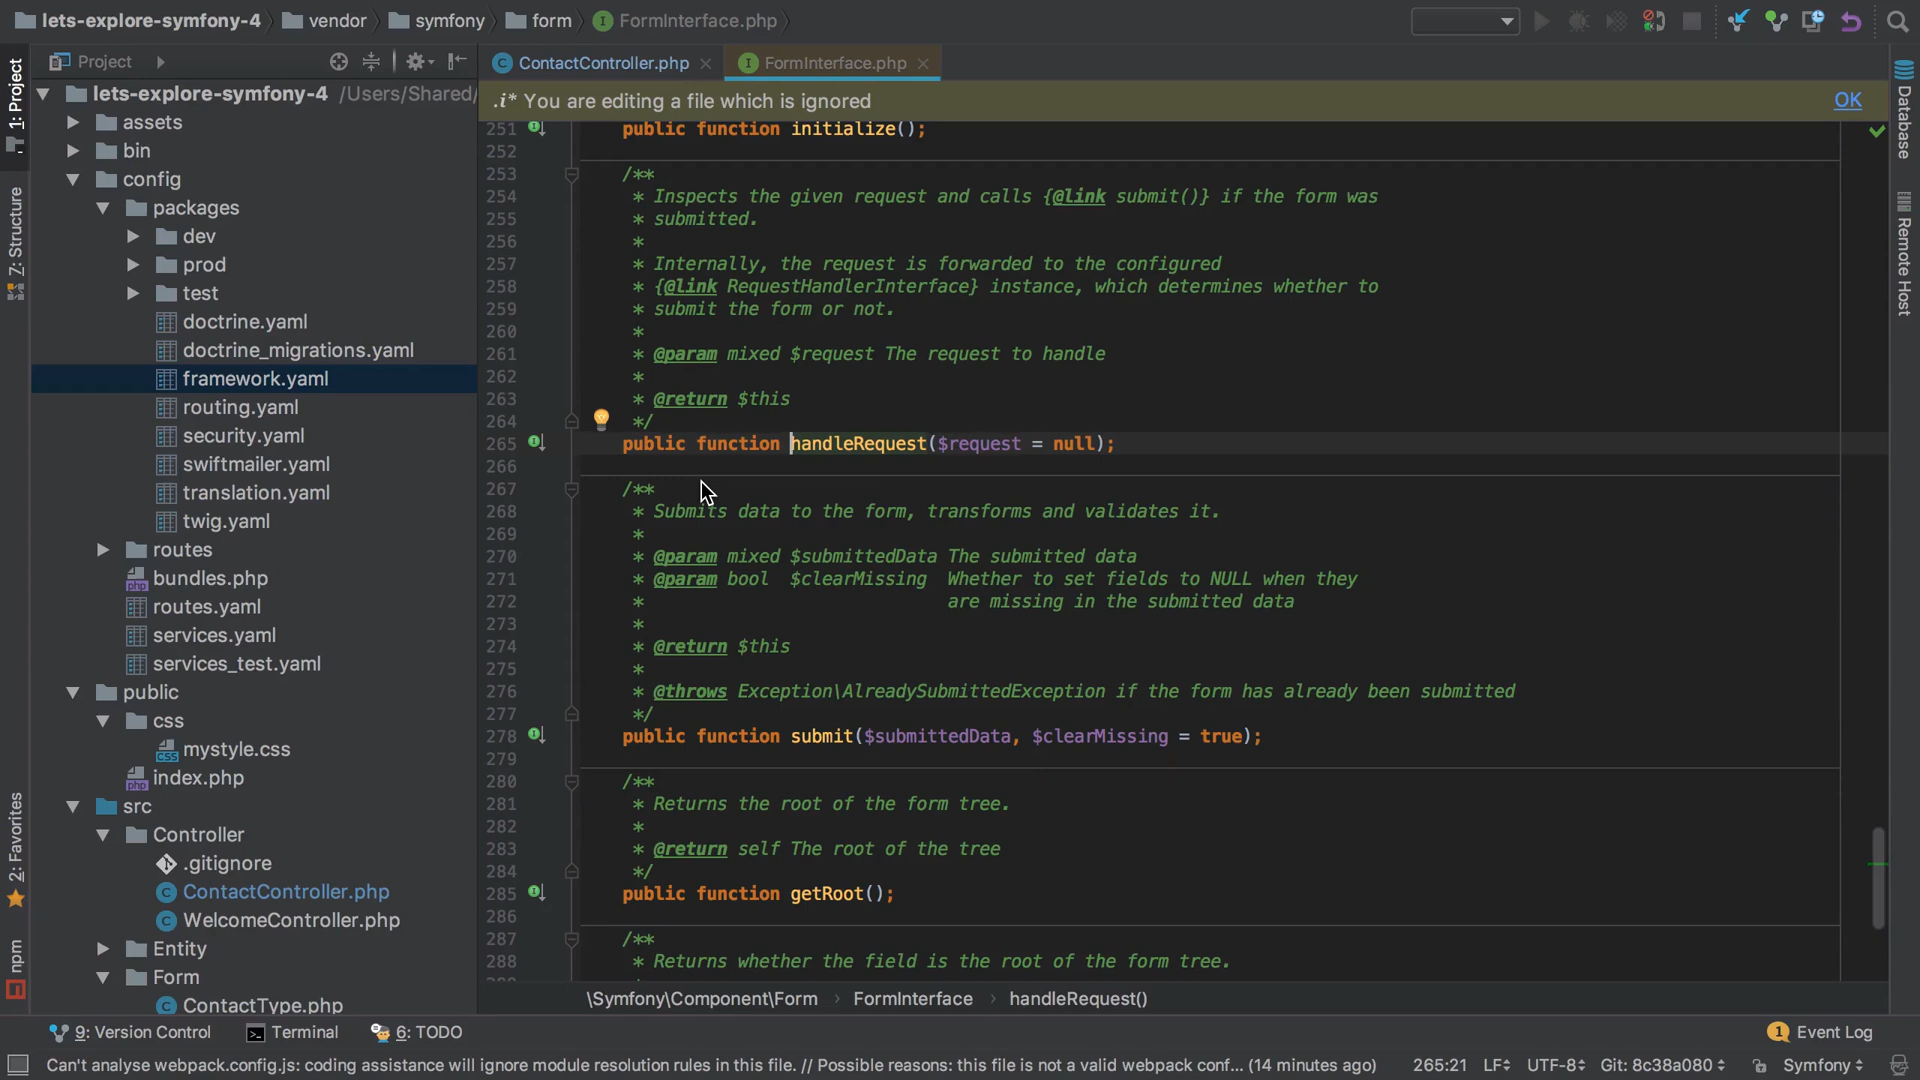 lets-explore-symfony-4 vendor symfony form FormInterface.php
Project
ContactController.php
FormInterface.php
.i* You are editing a file which is ignored OK
1: Project
7: Structure
2: Favorites
npm
lets-explore-symfony-4 /Users/Shared/
assets
bin
config
packages
dev
prod
test
doctrine.yaml
doctrine_migrations.yaml
framework.yaml
routing.yaml
security.yaml
swiftmailer.yaml
translation.yaml
twig.yaml
routes
bundles.php
routes.yaml
services.yaml
services_test.yaml
public
css
mystyle.css
index.php
src
Controller
.gitignore
ContactController.php
WelcomeController.php
Entity
Form
ContactType.php
251 public function initialize();
252
253 /**
254 * Inspects the given request and calls {@link submit()} if the form was
255 * submitted.
256 *
257 * Internally, the request is forwarded to the configured
258 * {@link RequestHandlerInterface} instance, which determines whether to
259 * submit the form or not.
260 *
261 * @param mixed $request The request to handle
262 *
263 * @return $this
264 */
265 public function handleRequest($request = null);
266
267 /**
268 * Submits data to the form, transforms and validates it.
269 *
270 * @param mixed $submittedData The submitted data
271 * @param bool $clearMissing Whether to set fields to NULL when they
272 * are missing in the submitted data
273 *
274 * @return $this
275 *
276 * @throws Exception\AlreadySubmittedException if the form has already been submitted
277 */
278 public function submit($submittedData, $clearMissing = true);
279
280 /**
281 * Returns the root of the form tree.
282 *
283 * @return self The root of the tree
284 */
285 public function getRoot();
286
287 /**
288 * Returns whether the field is the root of the form tree.
\Symfony\Component\Form › FormInterface › handleRequest()
Database
Remote Host
9: Version Control Terminal 6: TODO 1 Event Log
Can't analyse webpack.config.js: coding assistance will ignore module resolution rules in this file. // Possible reasons: this file is not a valid webpack conf... (14 minutes ago) 265:21 LF UTF-8 Git: 8c38a080 Symfony